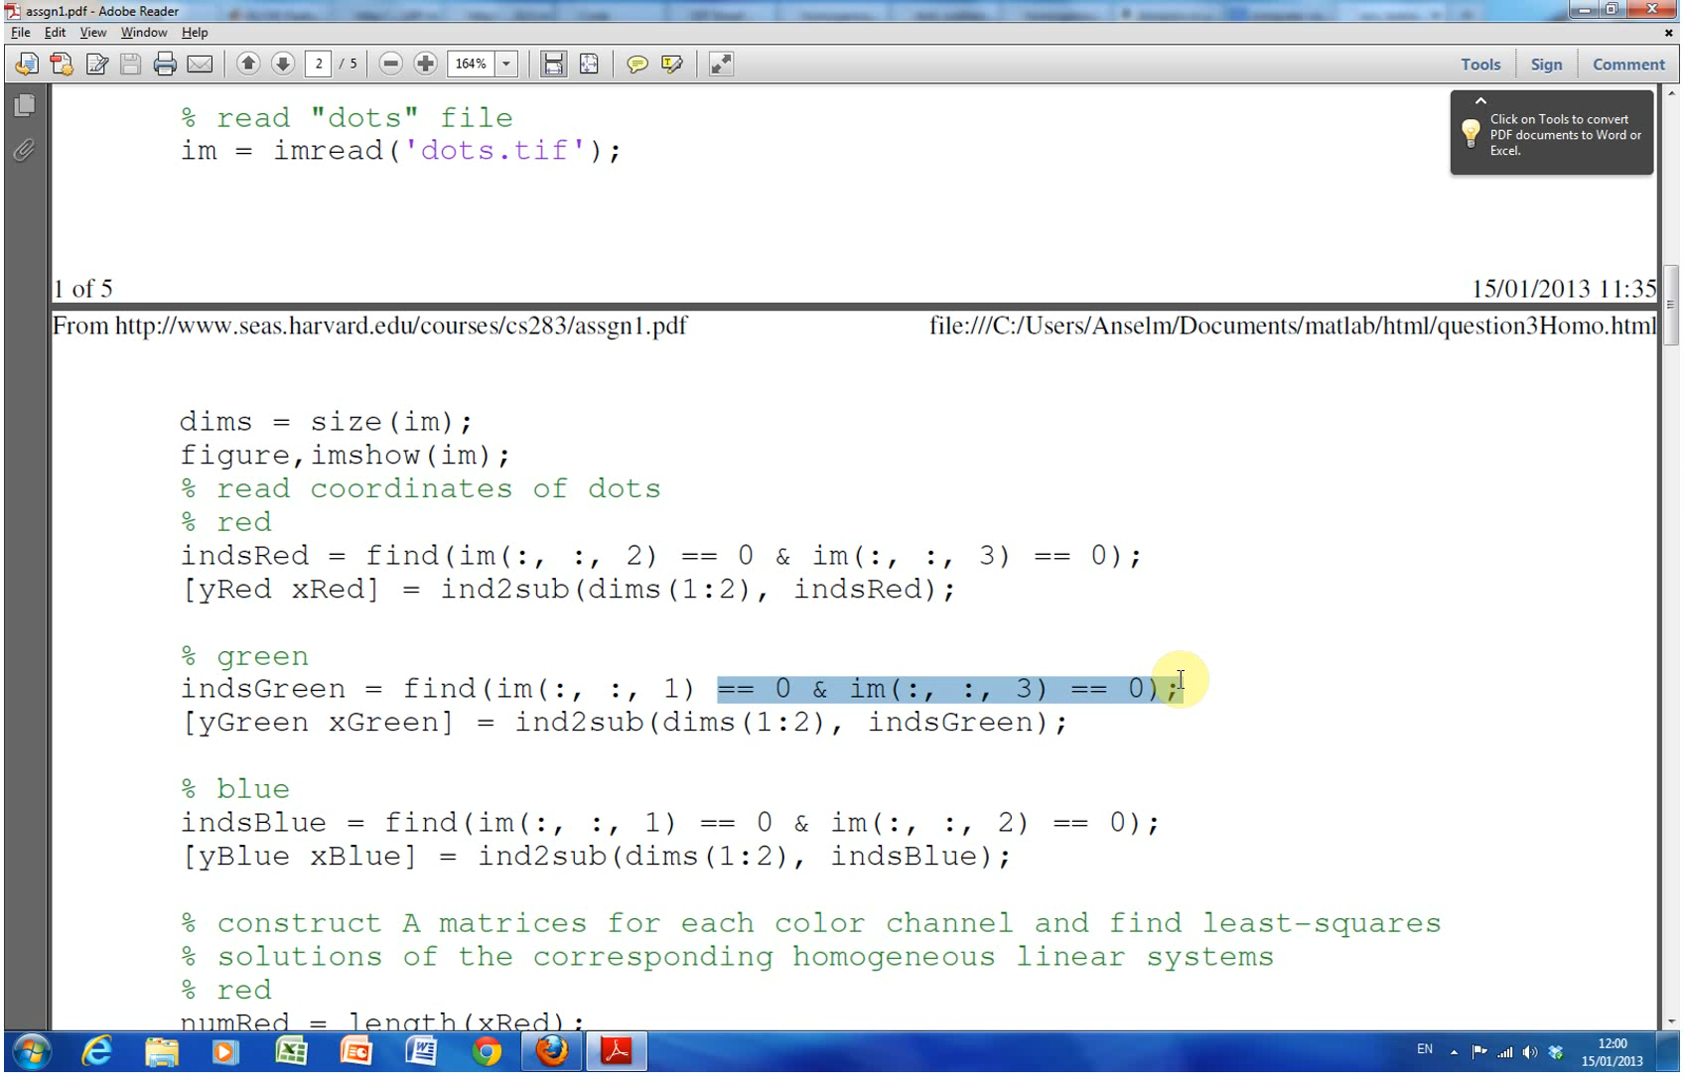 assgn1.pdf - Adobe Reader
File Edit View Window Help
2 / 5 164% Tools Sign Comment
Click on Tools to convert
PDF documents to Word or
Excel.
% read "dots" file
im = imread('dots.tif');
1 of 5 15/01/2013 11:35
From http://www.seas.harvard.edu/courses/cs283/assgn1.pdf file:///C:/Users/Anselm/Documents/matlab/html/question3Homo.html
dims = size(im);
figure,imshow(im);
% read coordinates of dots
% red
indsRed = find(im(:, :, 2) == 0 & im(:, :, 3) == 0);
[yRed xRed] = ind2sub(dims(1:2), indsRed);
% green
indsGreen = find(im(:, :, 1) == 0 & im(:, :, 3) == 0);
[yGreen xGreen] = ind2sub(dims(1:2), indsGreen);
% blue
indsBlue = find(im(:, :, 1) == 0 & im(:, :, 2) == 0);
[yBlue xBlue] = ind2sub(dims(1:2), indsBlue);
% construct A matrices for each color channel and find least-squares
% solutions of the corresponding homogeneous linear systems
% red
numRed = length(xRed);
EN 12:00
15/01/2013